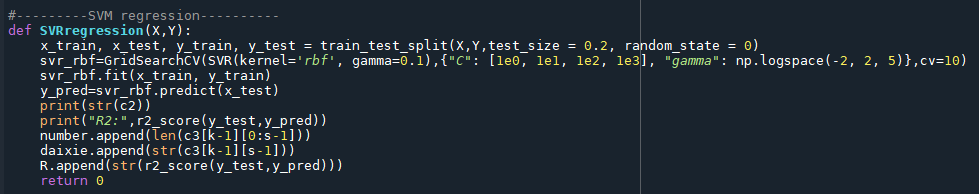 #---------SVM regression----------
def SVRrregression(X,Y):
    x_train, x_test, y_train, y_test = train_test_split(X,Y,test_size = 0.2, random_state = 0)
    svr_rbf=GridSearchCV(SVR(kernel='rbf', gamma=0.1),{"C": [1e0, 1e1, 1e2, 1e3], "gamma": np.logspace(-2, 2, 5)},cv=10)
    svr_rbf.fit(x_train, y_train)
    y_pred=svr_rbf.predict(x_test)
    print(str(c2))
    print("R2:",r2_score(y_test,y_pred))
    number.append(len(c3[k-1][0:s-1]))
    daixie.append(str(c3[k-1][s-1]))
    R.append(str(r2_score(y_test,y_pred)))
    return 0